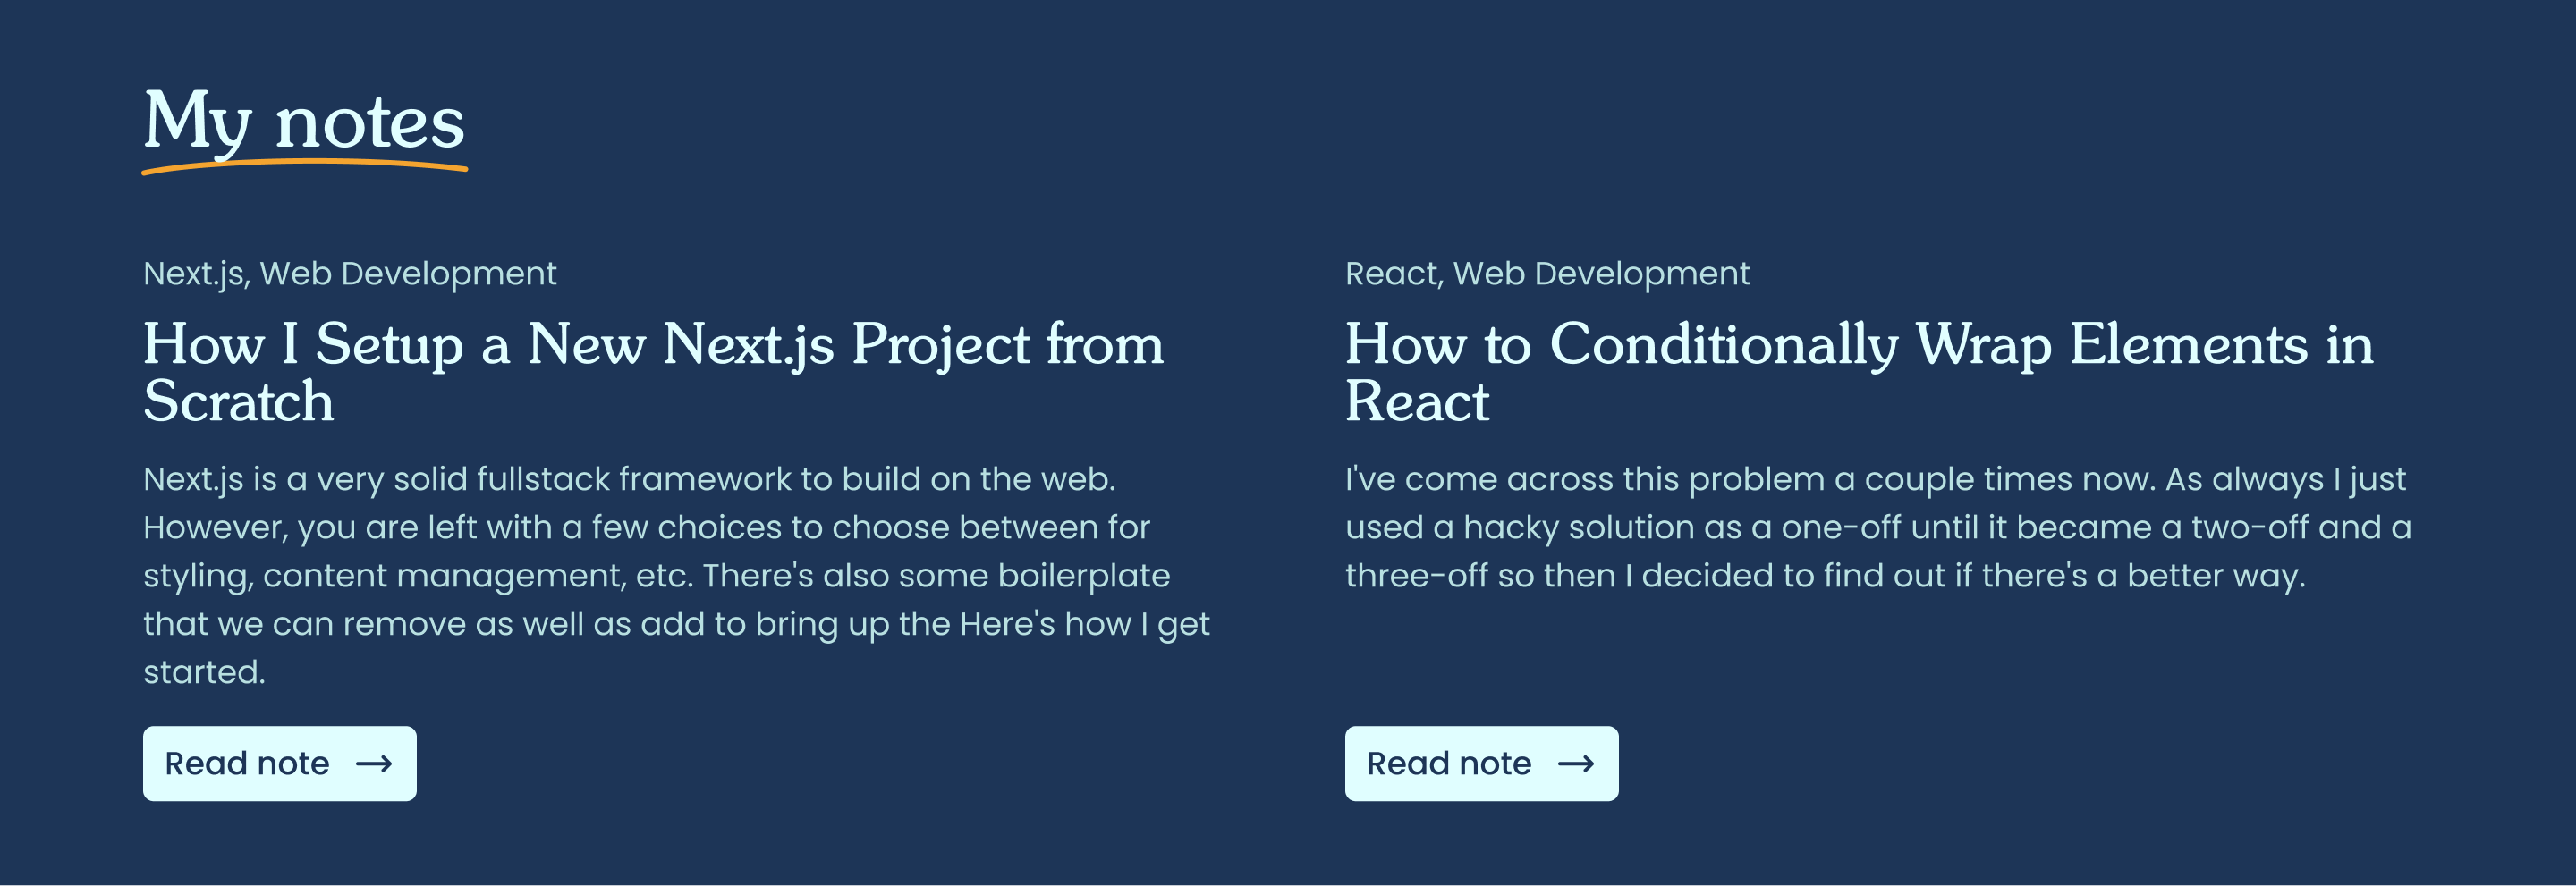 My notes
Next.js, Web Development
How I Setup a New Next.js Project from
Scratch
Next.js is a very solid fullstack framework to build on the web.
However, you are left with a few choices to choose between for
styling, content management, etc. There's also some boilerplate
that we can remove as well as add to bring up the Here's how I get
started.
Read note
React, Web Development
How to Conditionally Wrap Elements in
React
I've come across this problem a couple times now. As always I just
used a hacky solution as a one-off until it became a two-off and a
three-off so then I decided to find out if there's a better way.
Read note